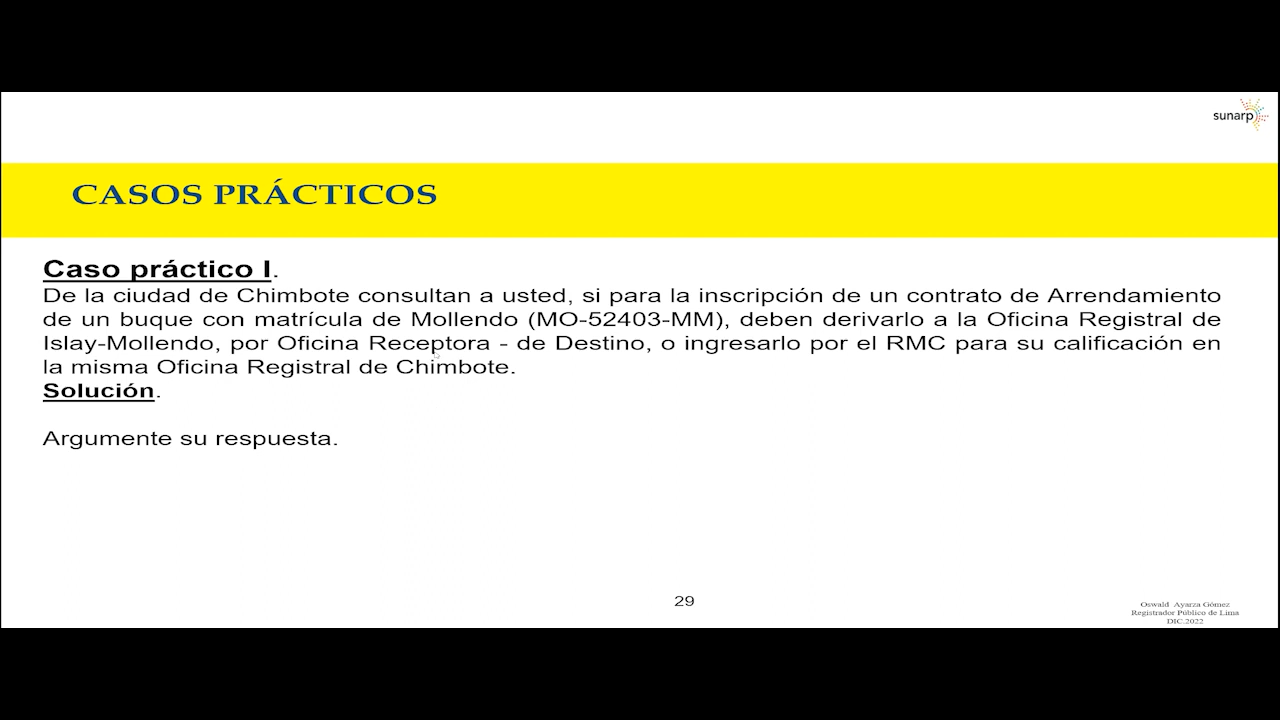 sunarp
CASOS PRÁCTICOS
Caso práctico I.
De la ciudad de Chimbote consultan a usted, si para la inscripción de un contrato de Arrendamiento
de un buque con matrícula de Mollendo (MO-52403-MM), deben derivarlo a la Oficina Registral de
Islay-Mollendo, por Oficina Receptora - de Destino, o ingresarlo por el RMC para su calificación en
la misma Oficina Registral de Chimbote.
Solución.
Argumente su respuesta.
29
Oswald Ayarza Gómez
Registrador Público de Lima
DIC.2022